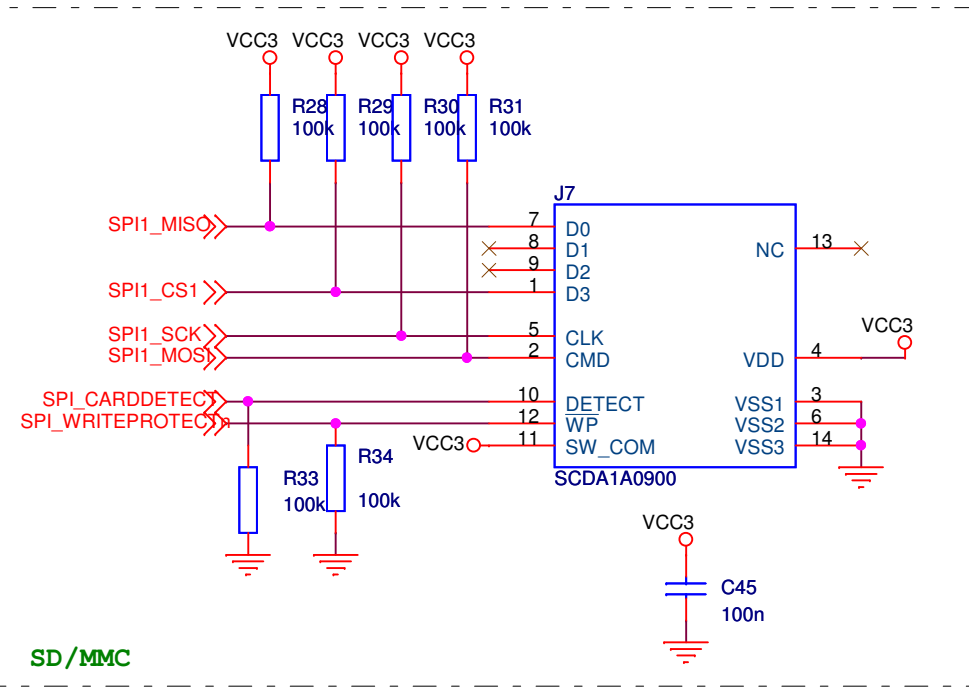 VCC3 VCC3 VCC3 VCC3
R28 R29 R30 R31
100k 100k 100k 100k
J7
SPI1_MISO 7 D0
8 D1 NC 13
9 D2
SPI1_CS1 1 D3
VCC3
SPI1_SCK 5 CLK
SPI1_MOSI 2 CMD VDD 4
SPI_CARDDETECT 10 DETECT VSS1 3
SPI_WRITEPROTECTn 12 WP VSS2 6
VCC3 11 SW_COM VSS3 14
R34
R33 SCDA1A0900
100k 100k
VCC3
C45
100n
SD/MMC